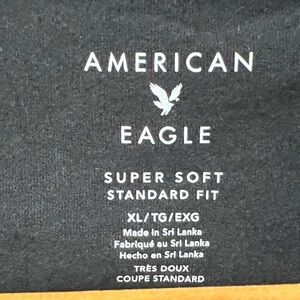 AMERICAN
EAGLE
SUPER SOFT
STANDARD FIT
XL/TG/EXG
Made in Sri Lanka
Fabriqué au Sri Lanka
Hecho en Sri Lanka
TRÈS DOUX
COUPE STANDARD